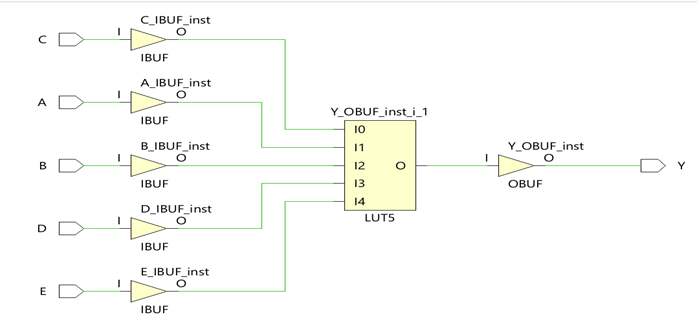 C_IBUF_inst
C
I
O
IBUF
A_IBUF_inst
A
I
O
IBUF
B_IBUF_inst
B
I
O
IBUF
D_IBUF_inst
D
I
O
IBUF
E_IBUF_inst
E
I
O
IBUF
Y_OBUF_inst_i_1
I0
I1
I2
I3
I4
O
LUT5
Y_OBUF_inst
I
O
OBUF
Y